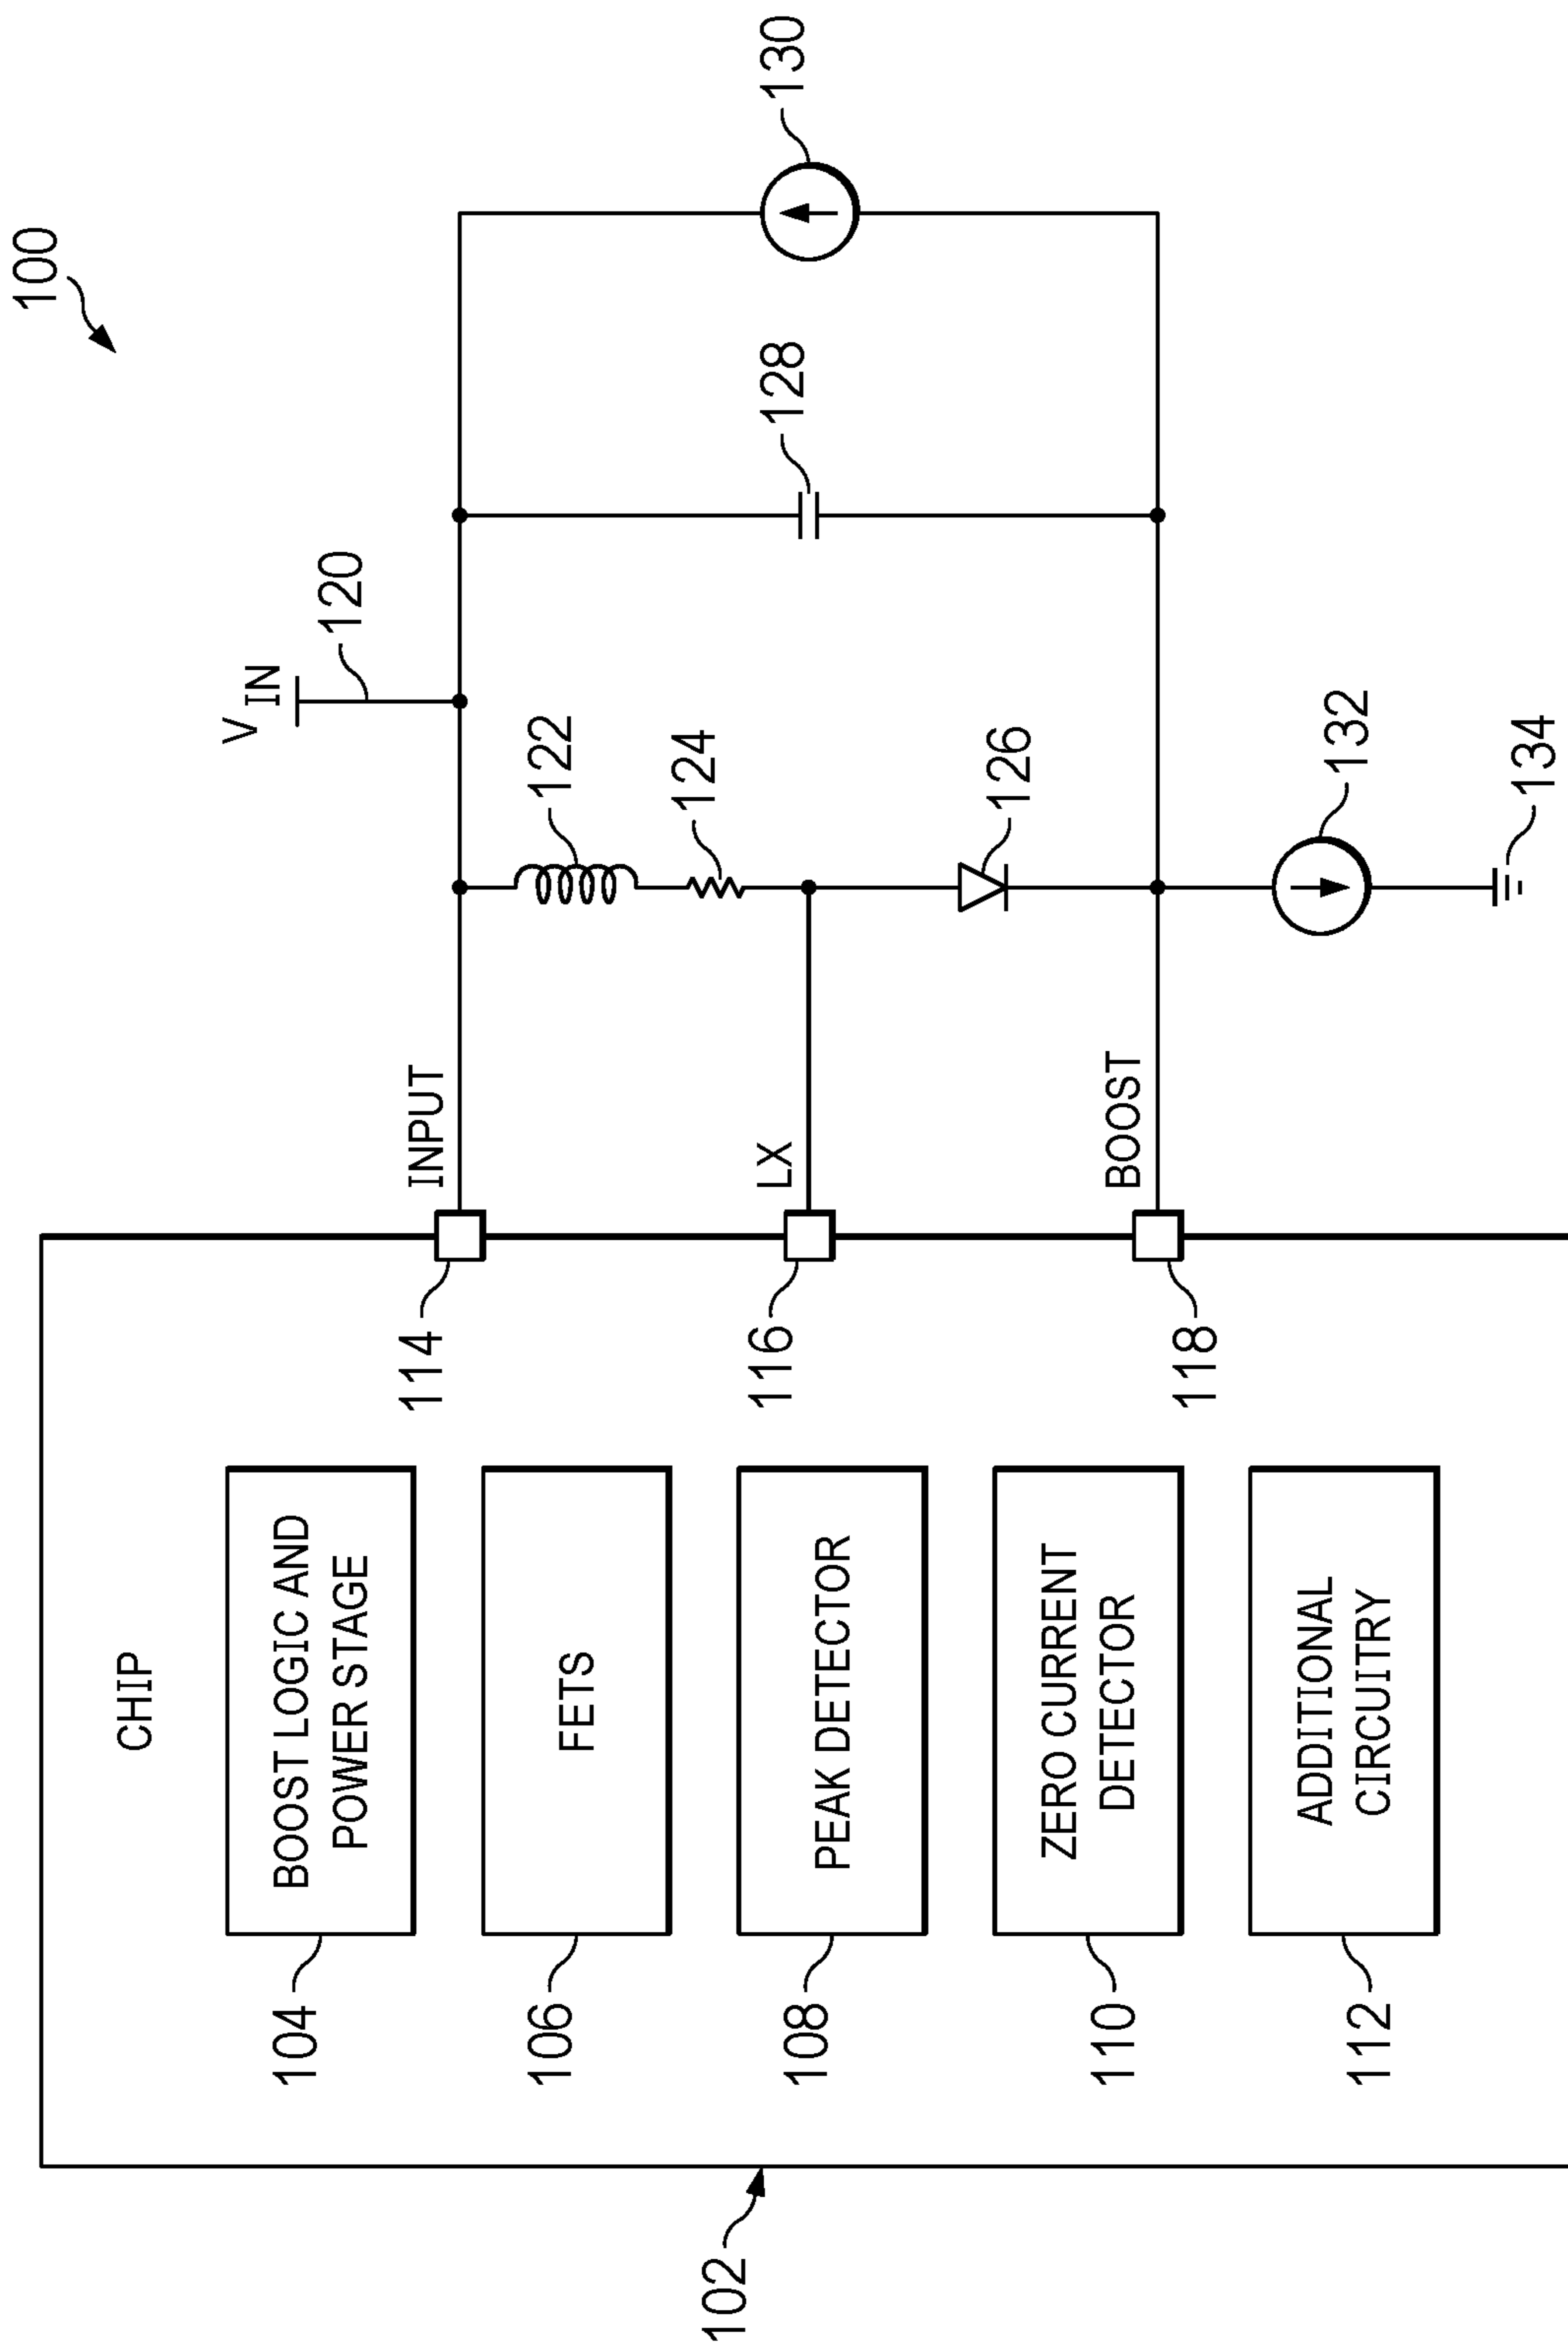 100
CHIP
BOOST LOGIC AND
POWER STAGE
104
FETS
106
PEAK DETECTOR
108
ZERO CURRENT
DETECTOR
110
ADDITIONAL
CIRCUITRY
112
102
INPUT
114
LX
116
BOOST
118
VIN
120
122
124
126
128
130
132
134